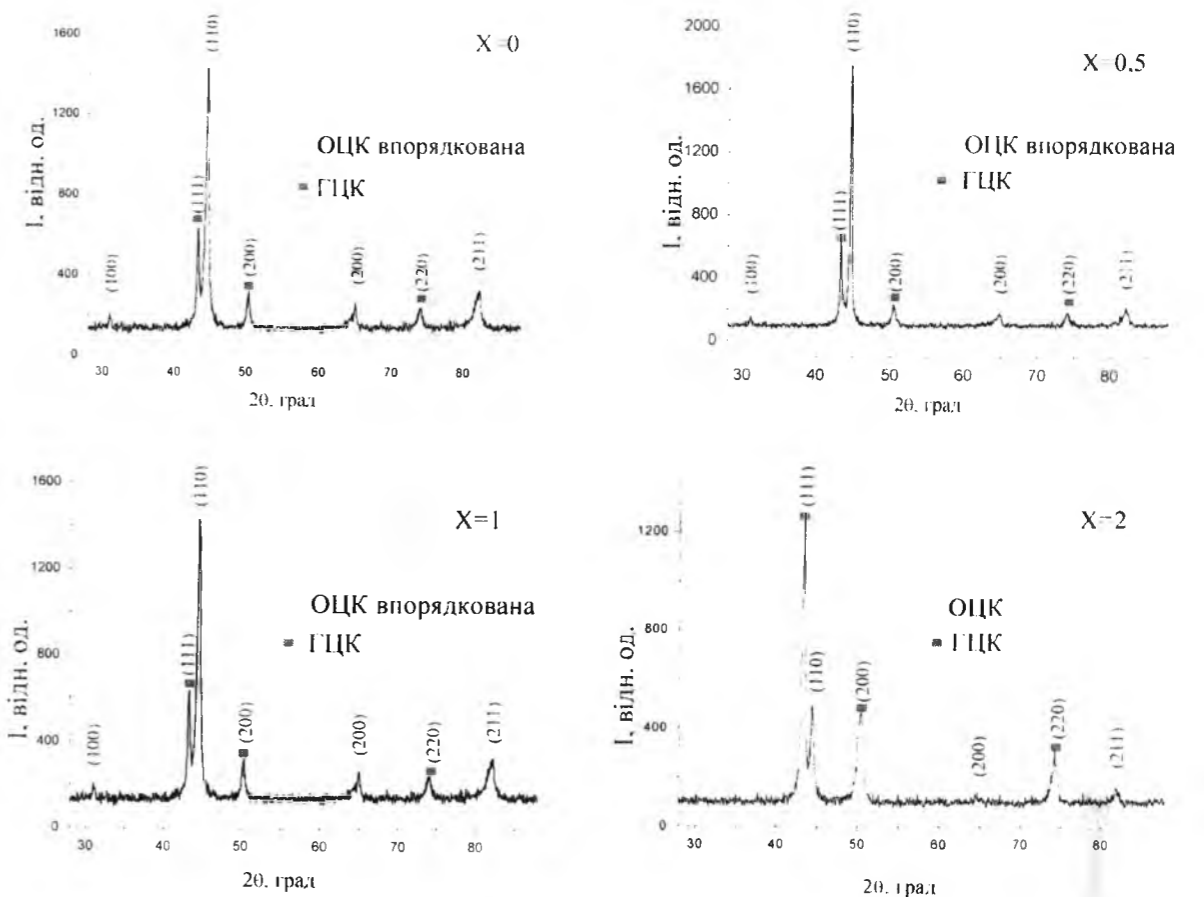 X=0
ОЦК впорядкована
ГЦК
I, відн. од.
1600
1200
800
400
0
(100)
(111)
(110)
(200)
(200)
(220)
(211)
30 40 50 60 70 80
2θ, град
X=0,5
ОЦК впорядкована
ГЦК
I, відн. од.
2000
1600
1200
800
400
0
(100)
(111)
(110)
(200)
(200)
(220)
(211)
30 40 50 60 70 80
2θ, град
X=1
ОЦК впорядкована
ГЦК
I, відн. од.
1600
1200
800
400
0
(100)
(111)
(110)
(200)
(200)
(220)
(211)
30 40 50 60 70 80
2θ, град
X=2
ОЦК
ГЦК
I, відн. од.
1200
800
400
0
(111)
(110)
(200)
(200)
(220)
(211)
30 40 50 60 70 80
2θ, град